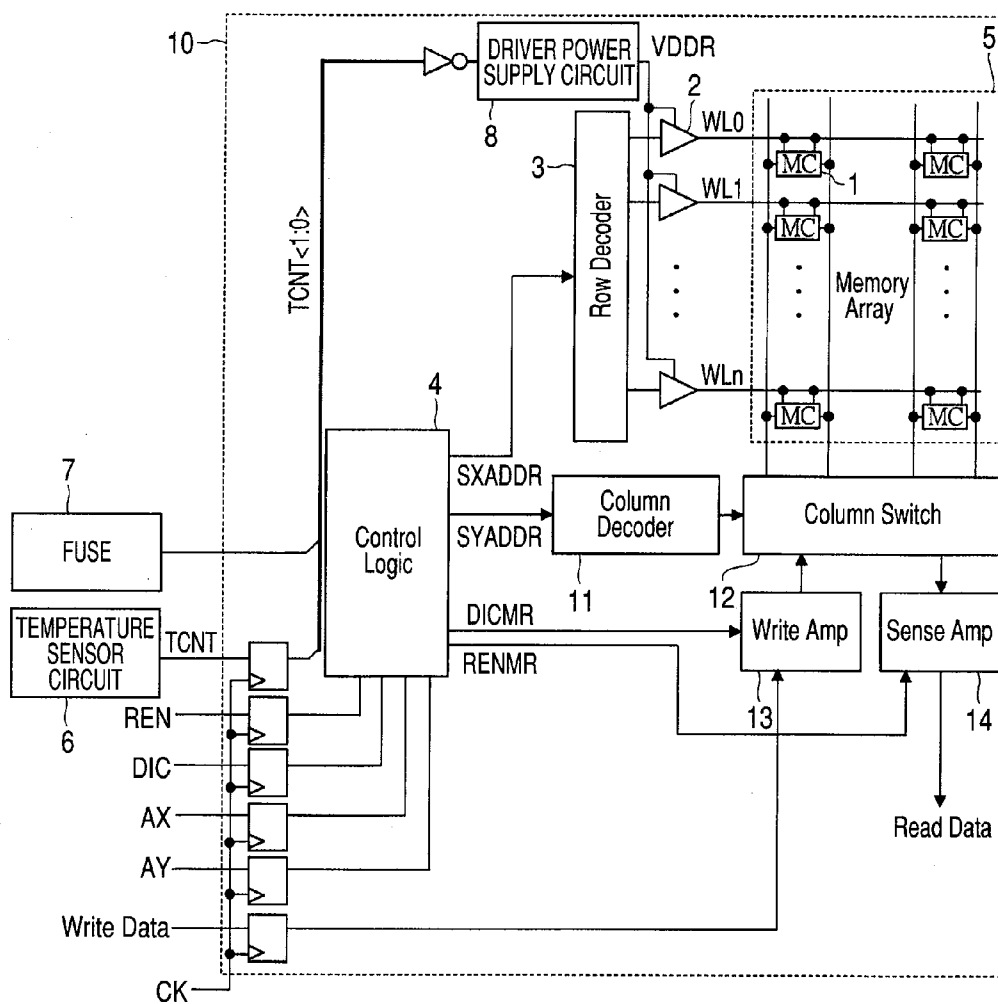 10
DRIVER POWER
SUPPLY CIRCUIT
VDDR
8
5
2
WL0
3
MC
1
MC
WL1
MC
MC
TCNT<1:0>
Row Decoder
Memory
Array
WLn
MC
MC
4
SXADDR
7
FUSE
Control
Logic
SYADDR
Column
Decoder
11
Column Switch
12
TEMPERATURE
SENSOR
CIRCUIT
6
TCNT
DICMR
RENMR
Write Amp
13
Sense Amp
14
REN
DIC
AX
AY
Read Data
Write Data
CK